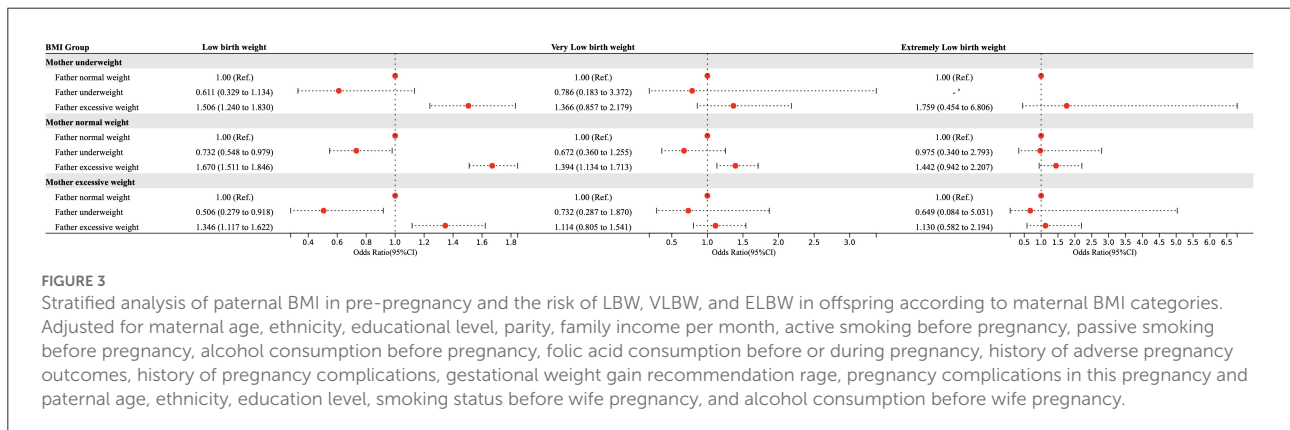 BMI Group Low birth weight Very Low birth weight Extremely Low birth weight
Mother underweight
Father normal weight 1.00 (Ref.) 1.00 (Ref.) 1.00 (Ref.)
Father underweight 0.611 (0.329 to 1.134) 0.786 (0.183 to 3.372) - *
Father excessive weight 1.506 (1.240 to 1.830) 1.366 (0.857 to 2.179) 1.759 (0.454 to 6.806)
Mother normal weight
Father normal weight 1.00 (Ref.) 1.00 (Ref.) 1.00 (Ref.)
Father underweight 0.732 (0.548 to 0.979) 0.672 (0.360 to 1.255) 0.975 (0.340 to 2.793)
Father excessive weight 1.670 (1.511 to 1.846) 1.394 (1.134 to 1.713) 1.442 (0.942 to 2.207)
Mother excessive weight
Father normal weight 1.00 (Ref.) 1.00 (Ref.) 1.00 (Ref.)
Father underweight 0.506 (0.279 to 0.918) 0.732 (0.287 to 1.870) 0.649 (0.084 to 5.031)
Father excessive weight 1.346 (1.117 to 1.622) 1.114 (0.805 to 1.541) 1.130 (0.582 to 2.194)
0.4 0.6 0.8 1.0 1.2 1.4 1.6 1.8 0.5 1.0 1.5 2.0 2.5 3.0 0.5 1.0 1.5 2.0 2.5 3.0 3.5 4.0 4.5 5.0 5.5 6.0 6.5
Odds Ratio(95%CI) Odds Ratio(95%CI) Odds Ratio(95%CI)
FIGURE 3
Stratified analysis of paternal BMI in pre-pregnancy and the risk of LBW, VLBW, and ELBW in offspring according to maternal BMI categories.
Adjusted for maternal age, ethnicity, educational level, parity, family income per month, active smoking before pregnancy, passive smoking
before pregnancy, alcohol consumption before pregnancy, folic acid consumption before or during pregnancy, history of adverse pregnancy
outcomes, history of pregnancy complications, gestational weight gain recommendation rage, pregnancy complications in this pregnancy and
paternal age, ethnicity, education level, smoking status before wife pregnancy, and alcohol consumption before wife pregnancy.